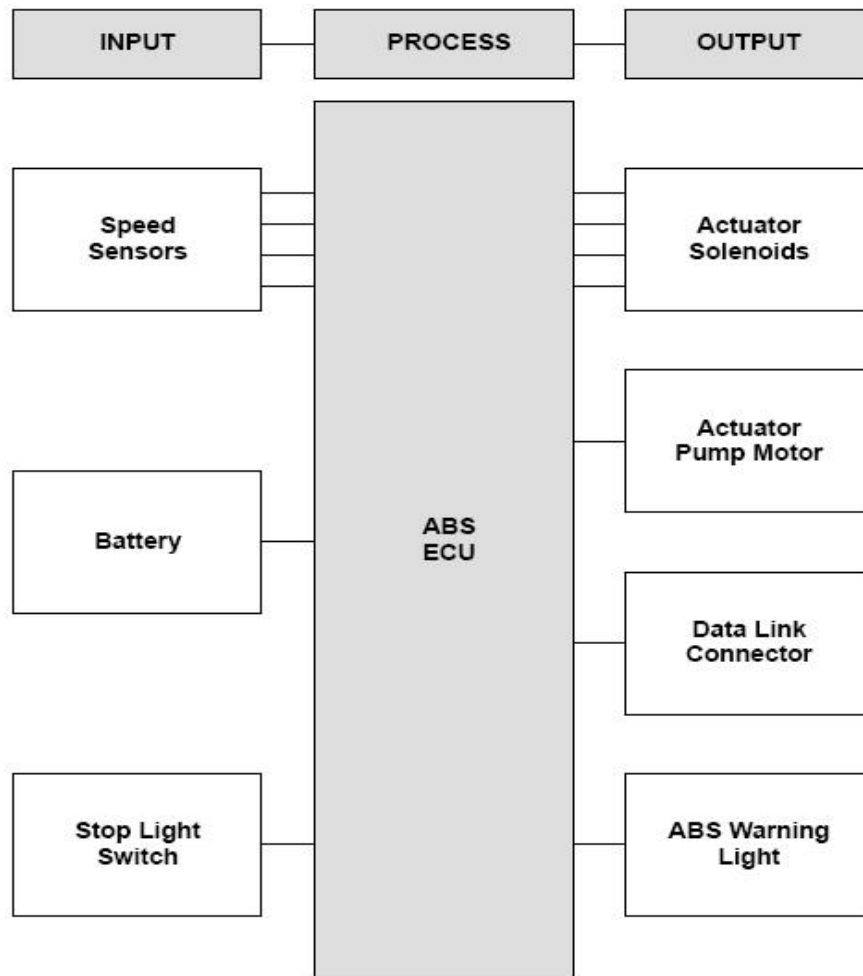 INPUT
PROCESS
OUTPUT
Speed
Sensors
Actuator
Solenoids
Actuator
Pump Motor
Battery
ABS
ECU
Data Link
Connector
Stop Light
Switch
ABS Warning
Light